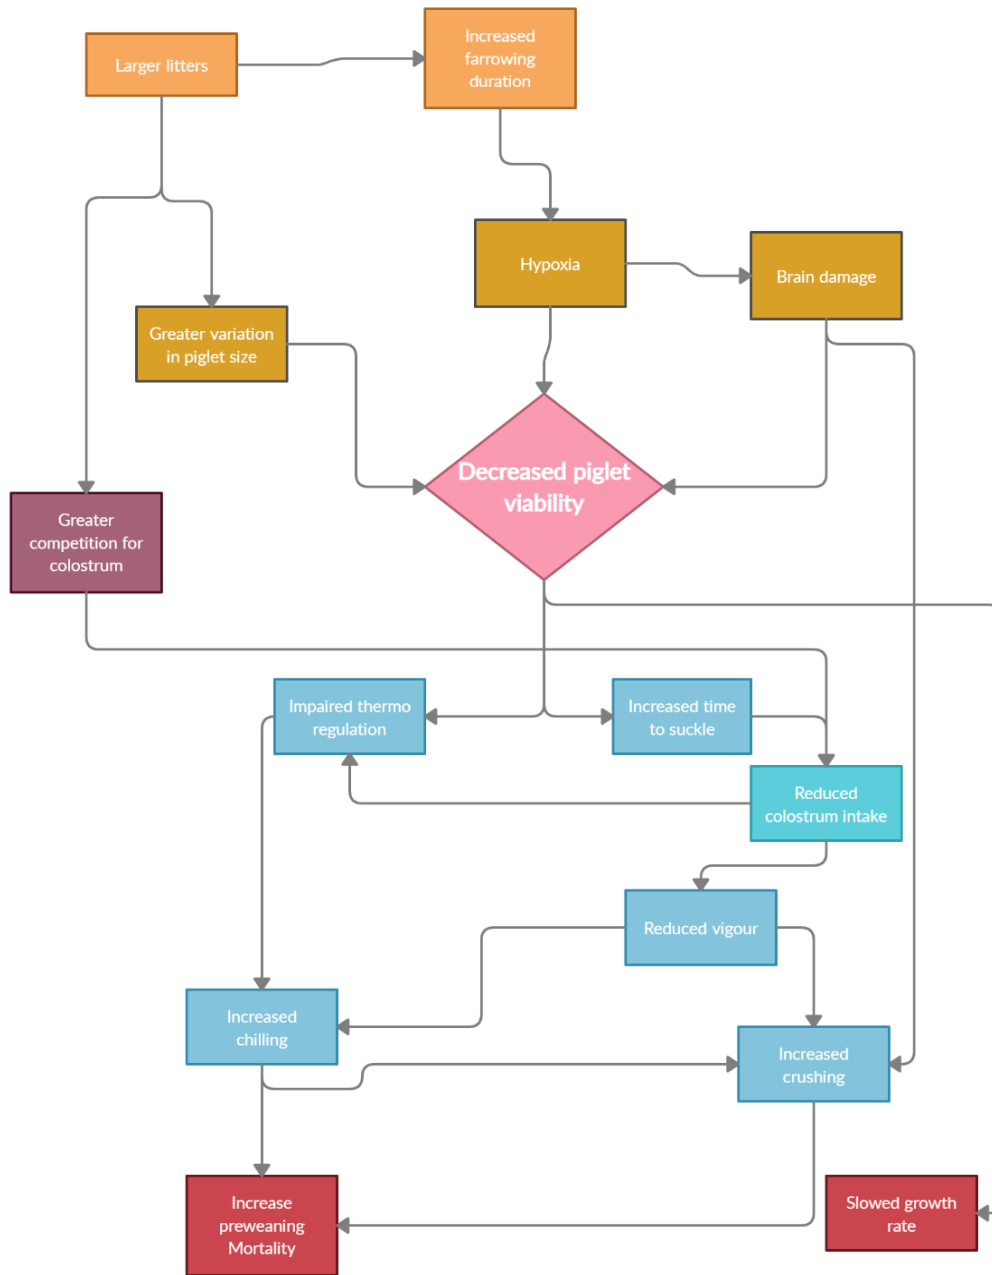 Larger litters
Increased
farrowing
duration
Hypoxia
Brain damage
Greater variation
in piglet size
Decreased piglet
viability
Greater
competition for
colostrum
Impaired thermo
regulation
Increased time
to suckle
Reduced
colostrum intake
Reduced vigour
Increased
chilling
Increased
crushing
Increase
preweaning
Mortality
Slowed growth
rate